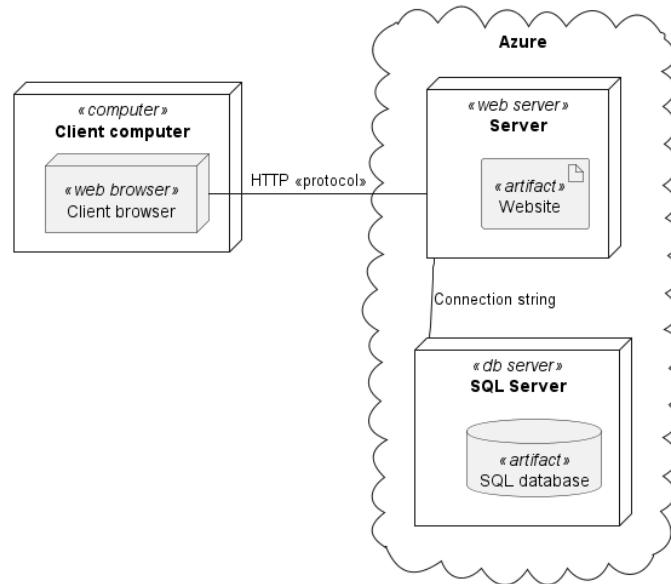 Azure
«computer»
Client computer
«web browser»
Client browser
HTTP «protocol»
«web server»
Server
«artifact»
Website
Connection string
«db server»
SQL Server
«artifact»
SQL database